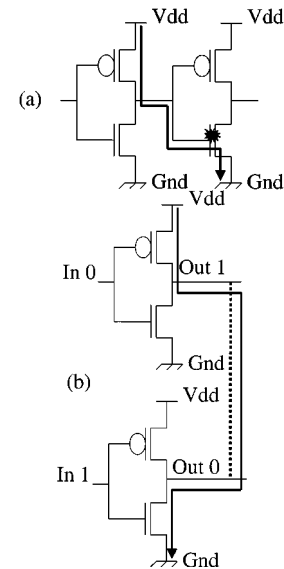 Vdd Vdd
(a)
Gnd Gnd
Vdd
In 0 Out 1
Gnd
(b)
Vdd
In 1 Out 0
Gnd